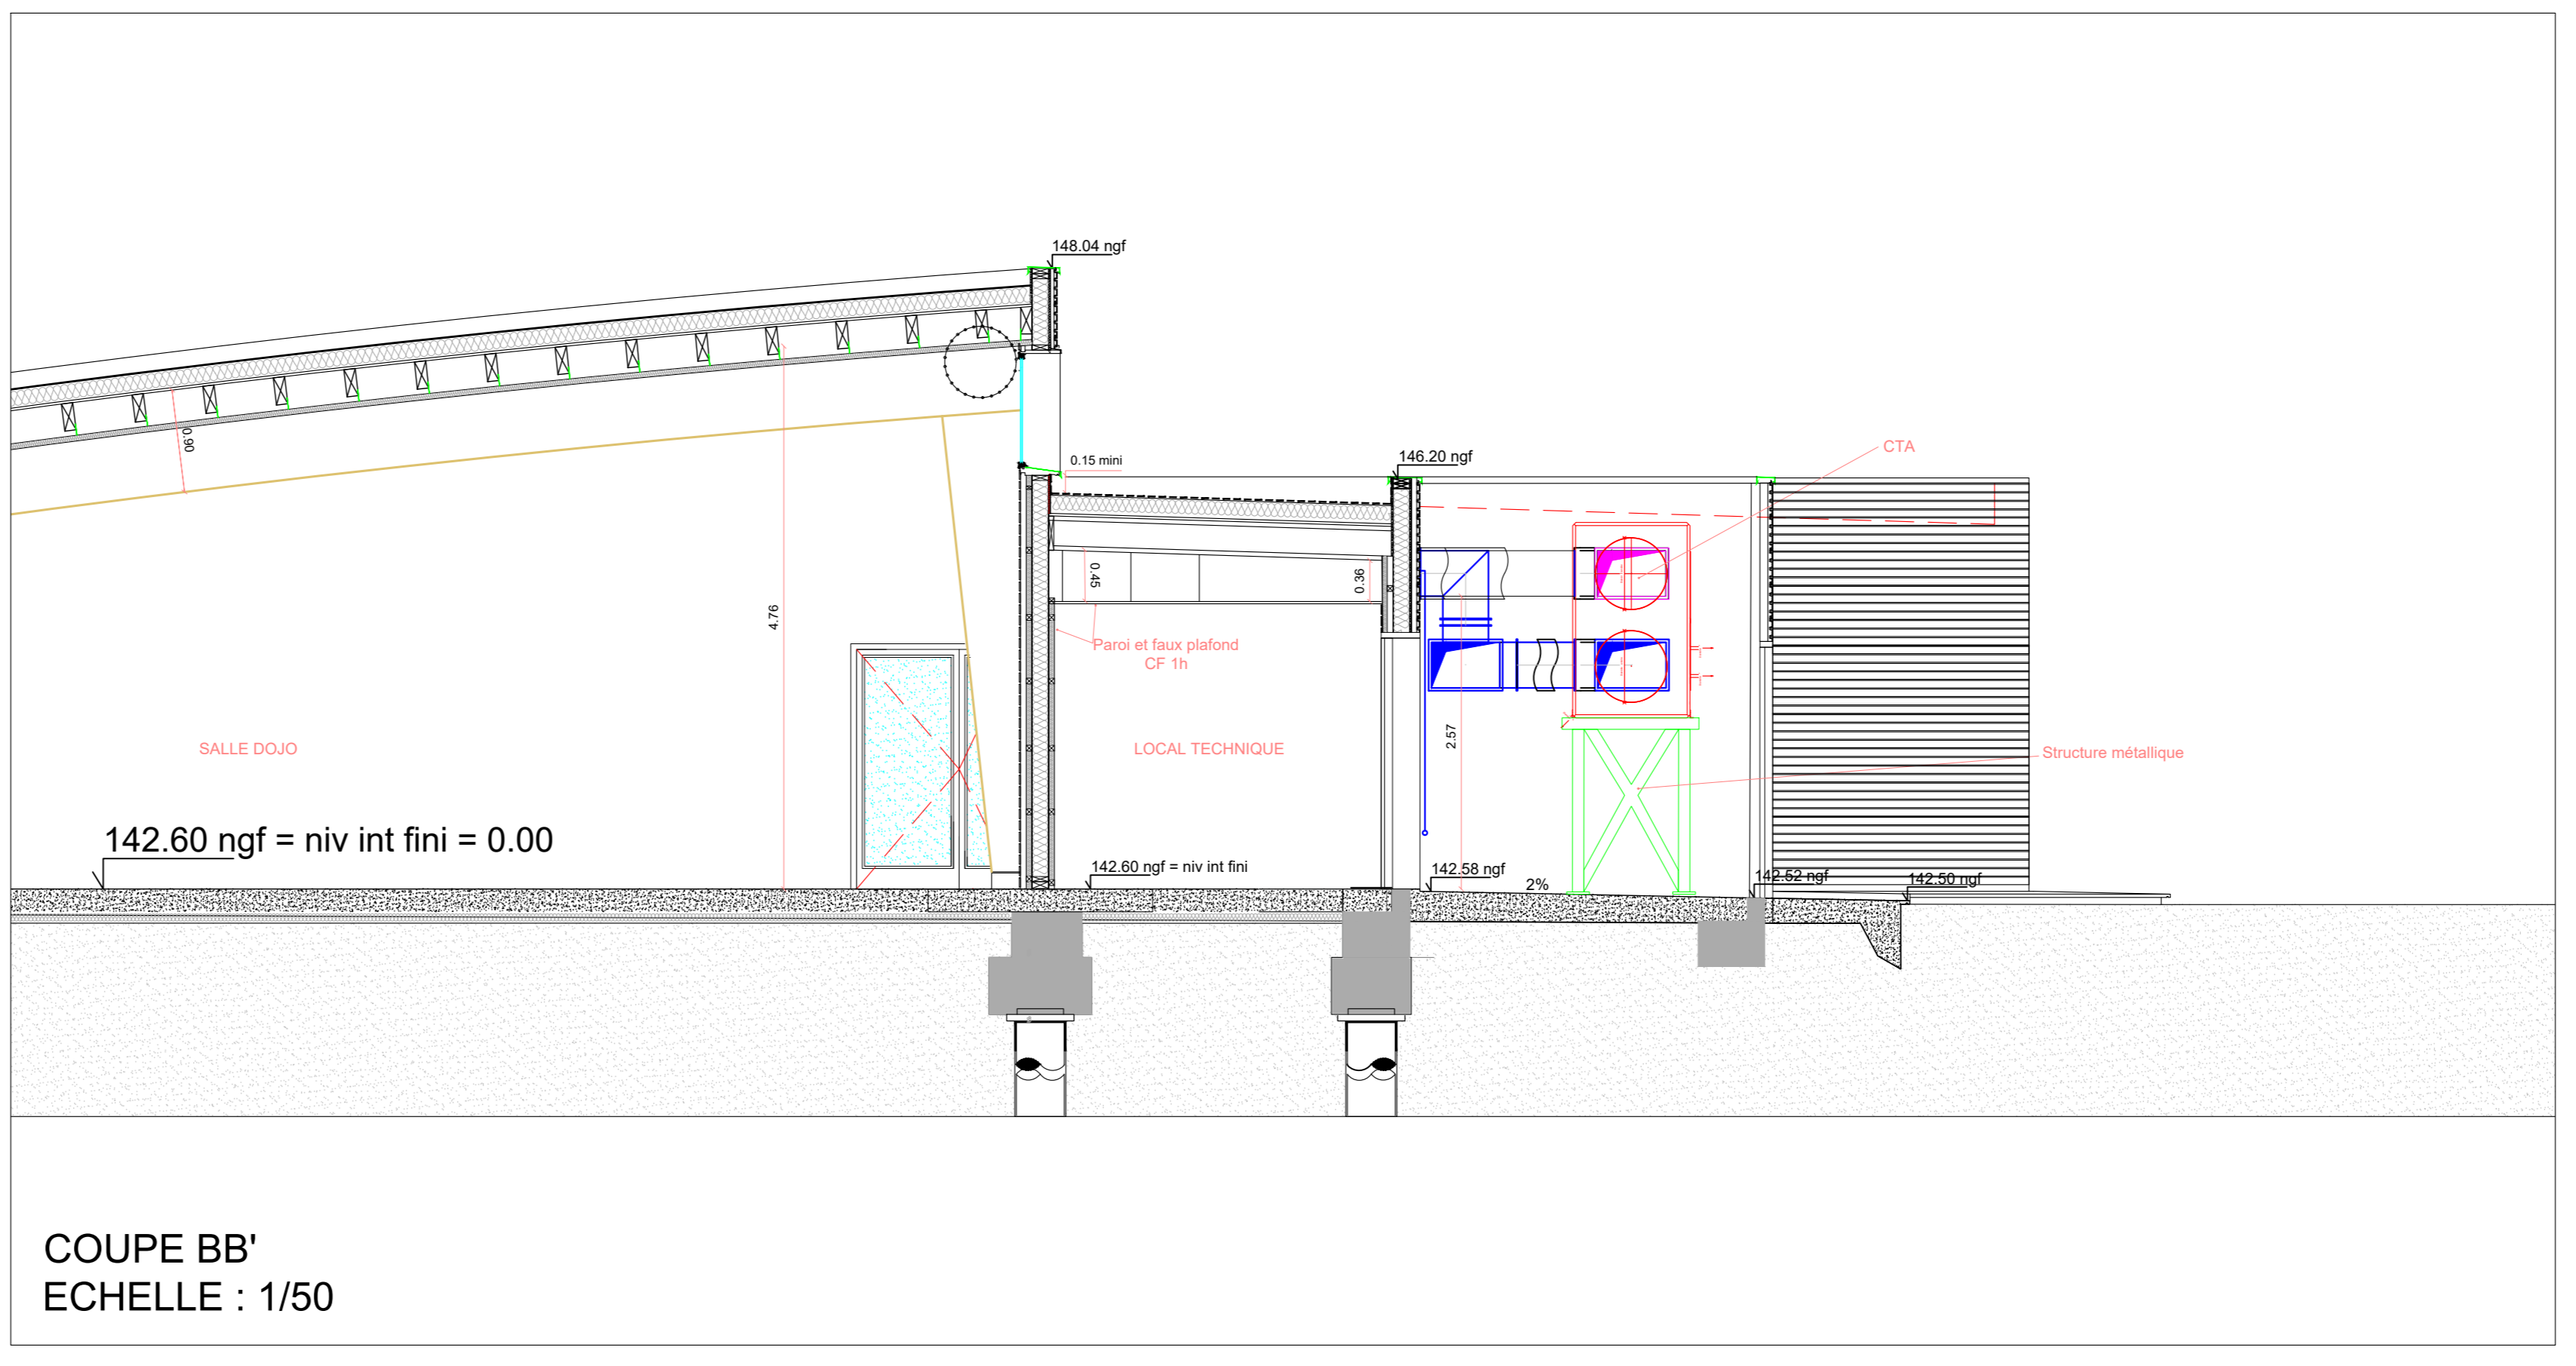 148.04 ngf
0.15 mini
146.20 ngf
CTA
0.90
0.45
0.36
4.76
Paroi et faux plafond
CF 1h
2.57
SALLE DOJO
LOCAL TECHNIQUE
Structure métallique
142.60 ngf = niv int fini = 0.00
142.60 ngf = niv int fini
142.58 ngf
2%
142.52 ngf
142.50 ngf
COUPE BB'
ECHELLE : 1/50